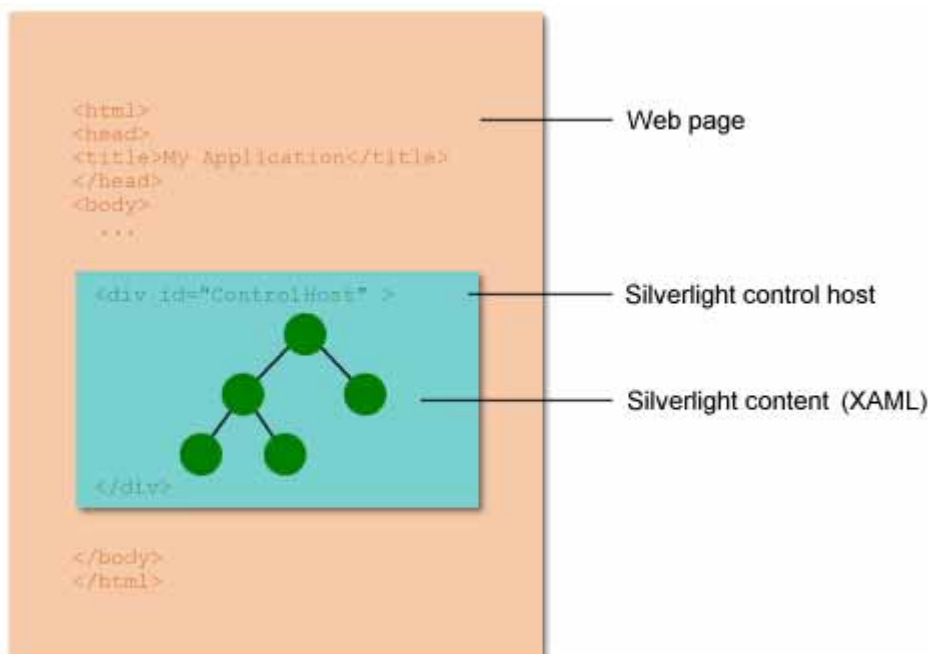 <html>
<head>
<title>My Application</title>
</head>
<body>
...
Web page
<div id="ControlHost" >
Silverlight control host
Silverlight content (XAML)
</div>
</body>
</html>